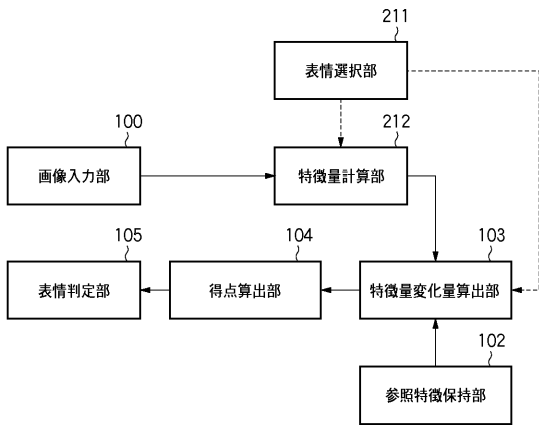 211
表情選択部
100
212
画像入力部
特徴量計算部
105
104
103
表情判定部
得点算出部
特徴量変化量算出部
102
参照特徴保持部